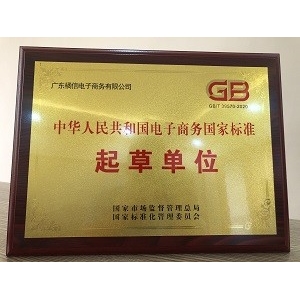 广东硕信电子商务有限公司
GB
GB/T 39570-2020
中华人民共和国电子商务国家标准
起草单位
国家市场监督管理总局
国家标准化管理委员会